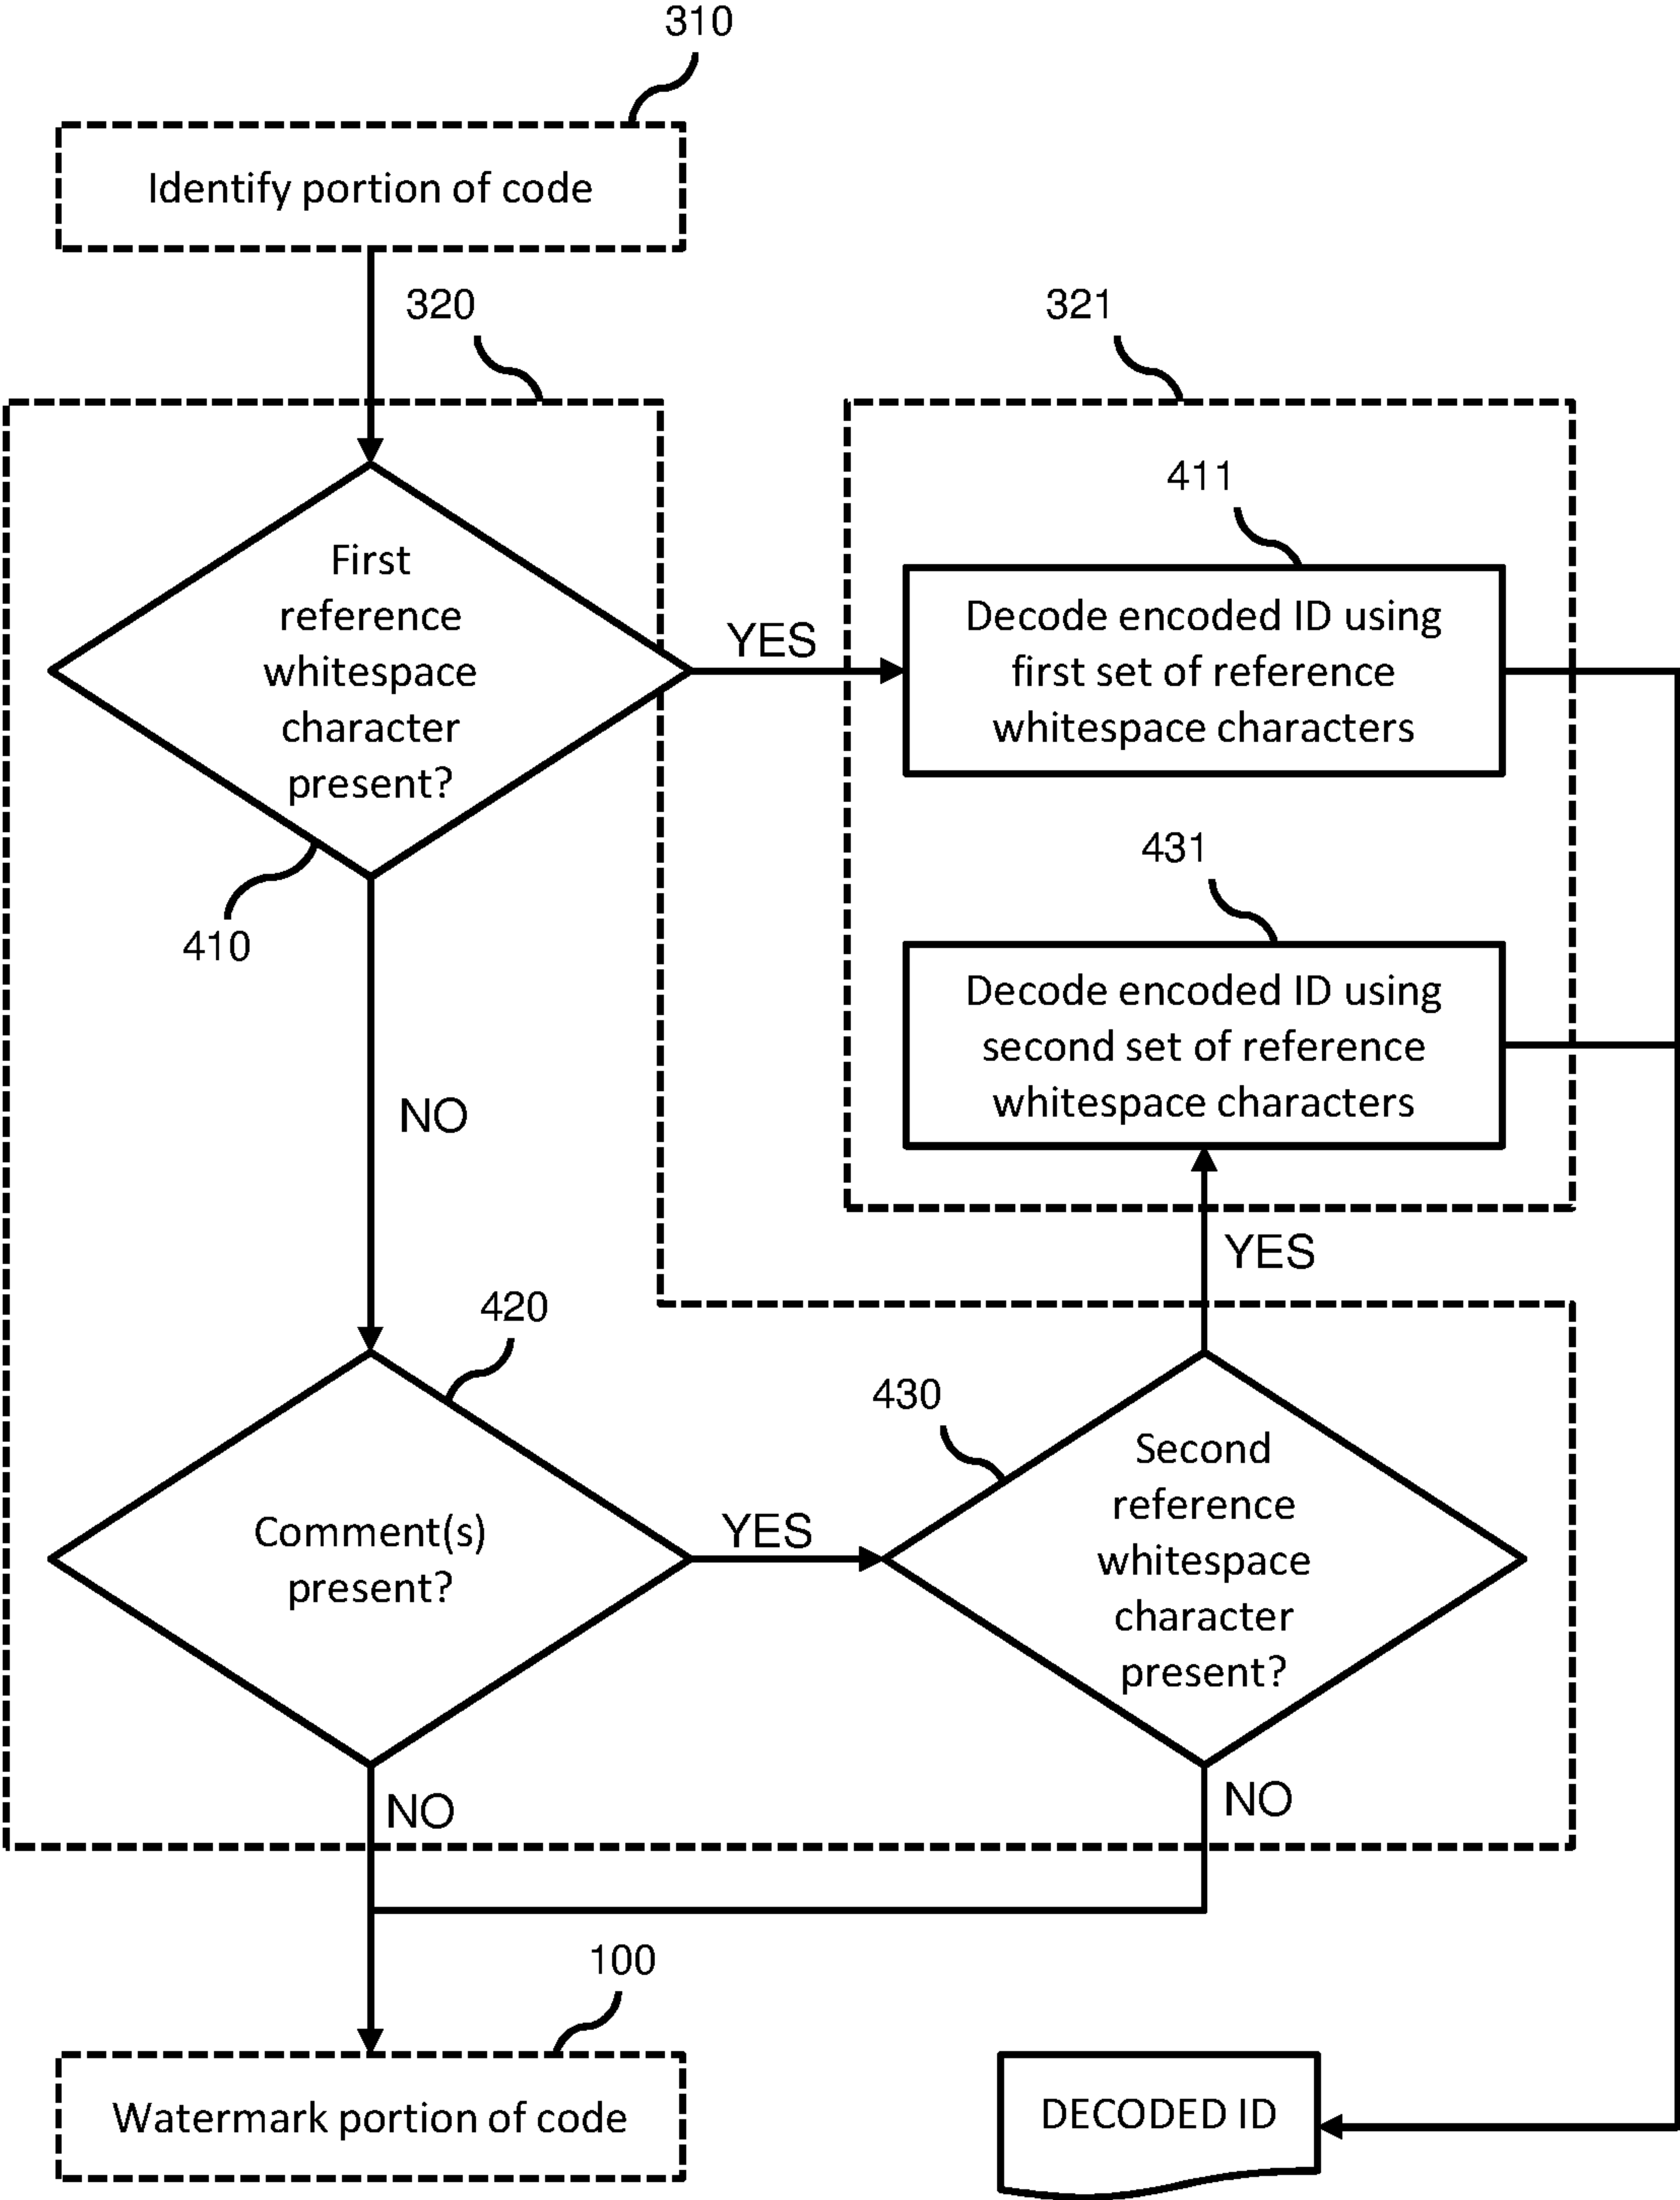 310
Identify portion of code
320
321
411
First
reference
whitespace
character
present?
YES
Decode encoded ID using
first set of reference
whitespace characters
410
431
Decode encoded ID using
second set of reference
whitespace characters
NO
YES
420
430
Comment(s)
present?
YES
Second
reference
whitespace
character
present?
NO
NO
100
Watermark portion of code
DECODED ID